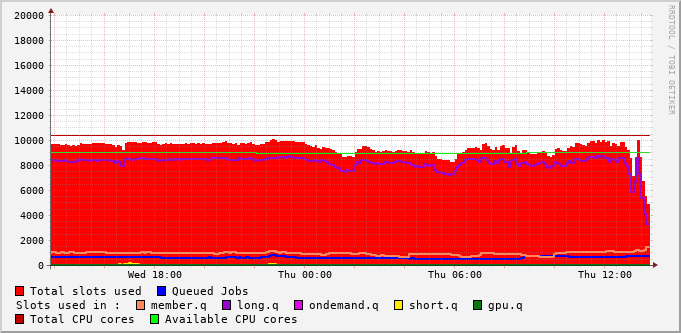 20000
18000
16000
14000
12000
10000
8000
6000
4000
2000
0
Wed 18:00 Thu 00:00 Thu 06:00 Thu 12:00
RRDTOOL / TOBI OETIKER
Total slots used Queued Jobs
Slots used in : member.q long.q ondemand.q short.q gpu.q
Total CPU cores Available CPU cores